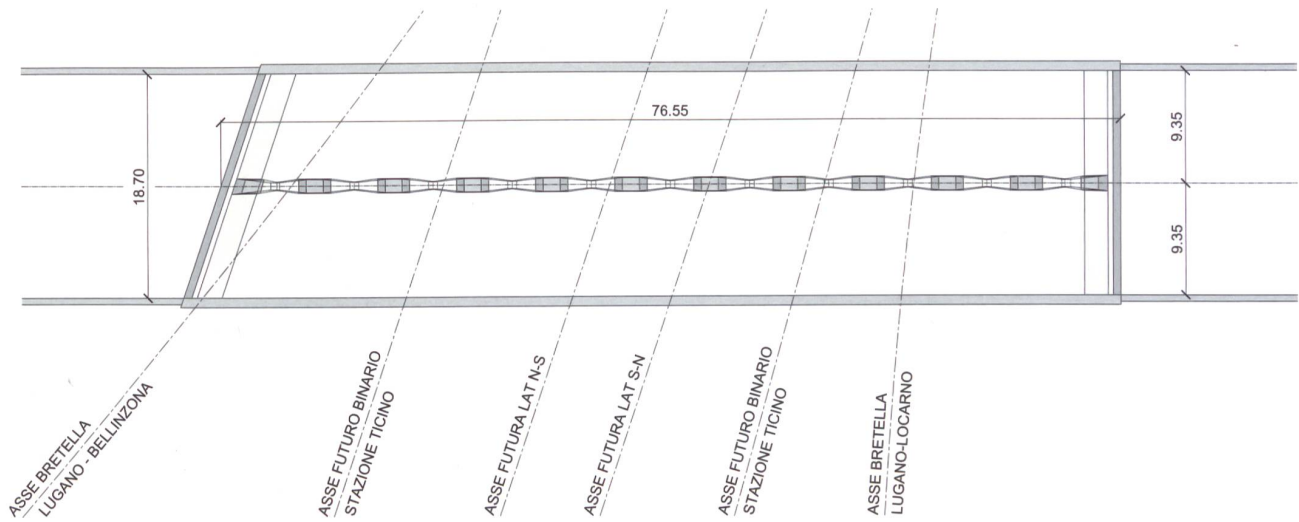 76.55
18.70
9.35
9.35
ASSE BRETELLA
LUGANO - BELLINZONA
ASSE FUTURO BINARIO
STAZIONE TICINO
ASSE FUTURA LAT N-S
ASSE FUTURA LAT S-N
ASSE FUTURO BINARIO
STAZIONE TICINO
ASSE BRETELLA
LUGANO-LOCARNO